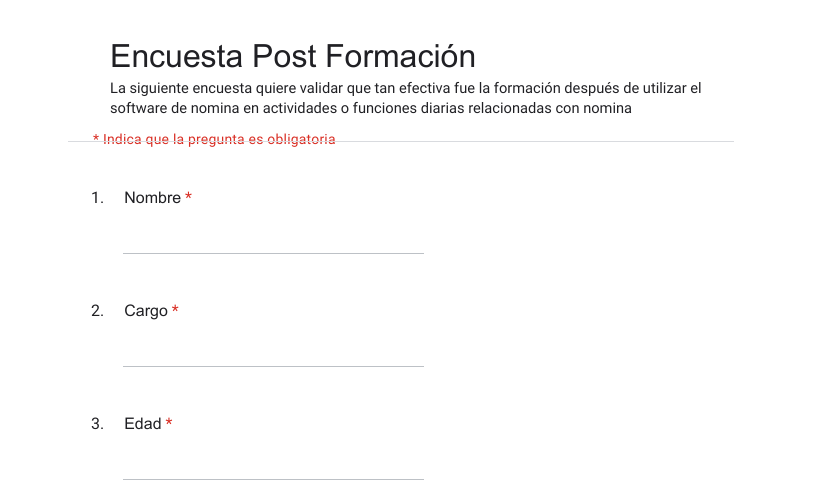 Encuesta Post Formación
La siguiente encuesta quiere validar que tan efectiva fue la formación después de utilizar el
software de nomina en actividades o funciones diarias relacionadas con nomina
* Indica que la pregunta es obligatoria
1. Nombre *
2. Cargo *
3. Edad *